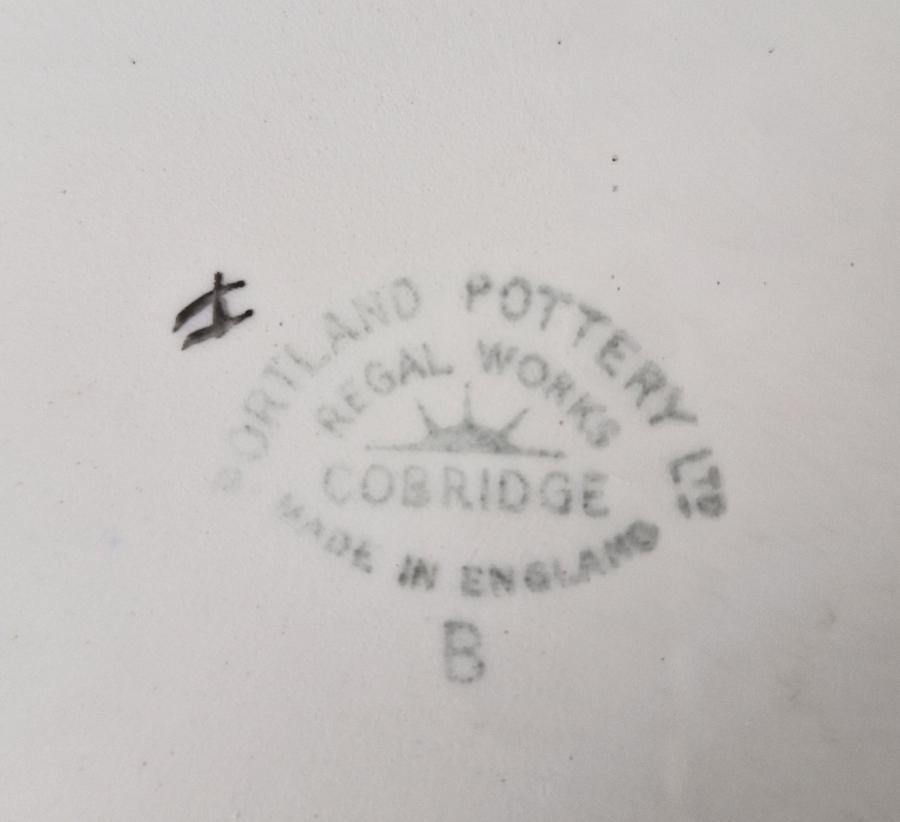 PORTLAND POTTERY LTD
REGAL WORKS
COBRIDGE
MADE IN ENGLAND
B